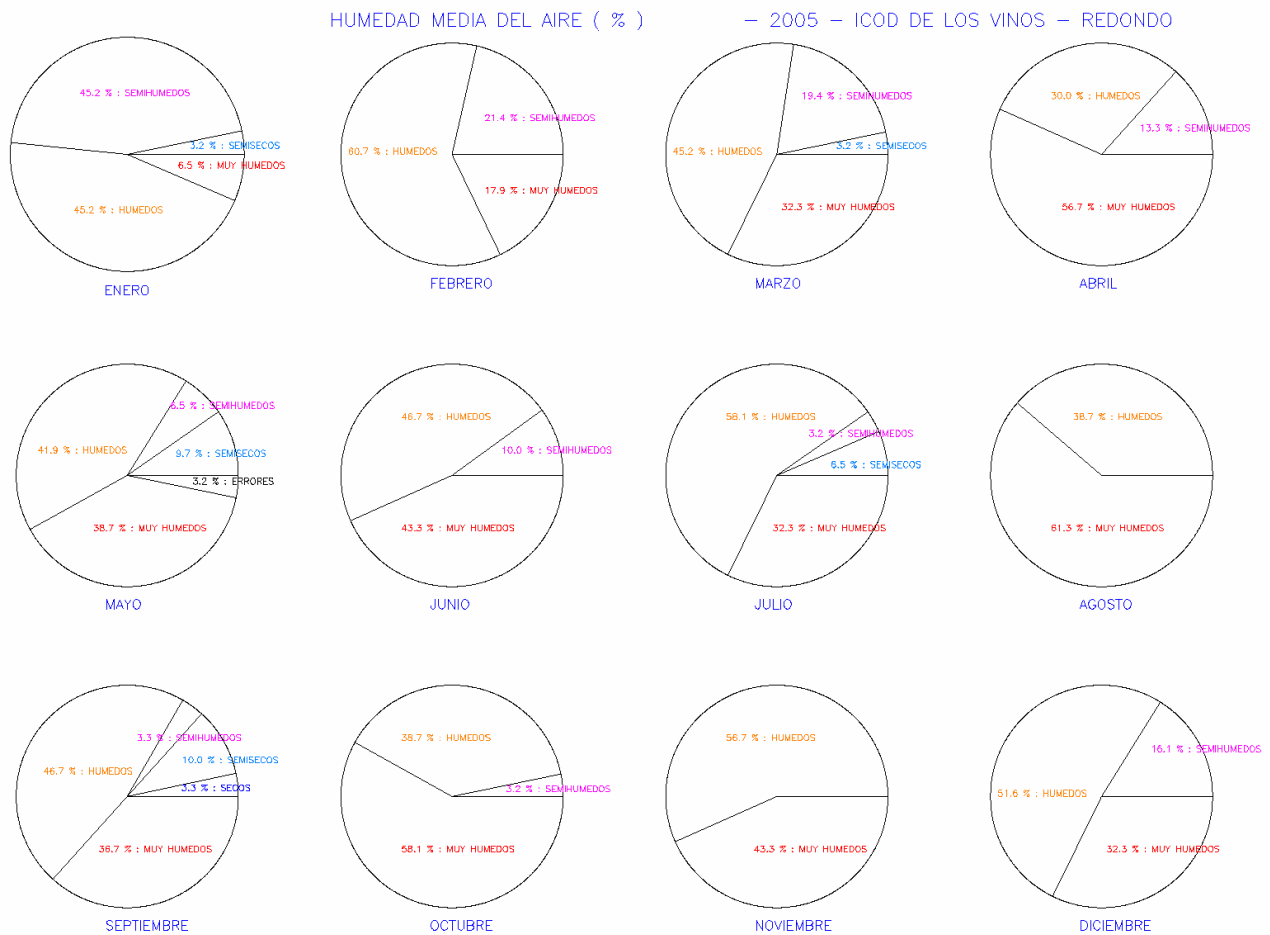 HUMEDAD MEDIA DEL AIRE ( % ) - 2005 - ICOD DE LOS VINOS - REDONDO
45.2 % : SEMIHUMEDOS
3.2 % : SEMISECOS
6.5 % : MUY HUMEDOS
45.2 % : HUMEDOS
ENERO
21.4 % : SEMIHUMEDOS
60.7 % : HUMEDOS
17.9 % : MUY HUMEDOS
FEBRERO
19.4 % : SEMIHUMEDOS
3.2 % : SEMISECOS
45.2 % : HUMEDOS
32.3 % : MUY HUMEDOS
MARZO
30.0 % : HUMEDOS
13.3 % : SEMIHUMEDOS
56.7 % : MUY HUMEDOS
ABRIL
6.5 % : SEMIHUMEDOS
41.9 % : HUMEDOS
9.7 % : SEMISECOS
3.2 % : ERRORES
38.7 % : MUY HUMEDOS
MAYO
46.7 % : HUMEDOS
10.0 % : SEMIHUMEDOS
43.3 % : MUY HUMEDOS
JUNIO
58.1 % : HUMEDOS
3.2 % : SEMIHUMEDOS
6.5 % : SEMISECOS
32.3 % : MUY HUMEDOS
JULIO
38.7 % : HUMEDOS
61.3 % : MUY HUMEDOS
AGOSTO
3.3 % : SEMIHUMEDOS
10.0 % : SEMISECOS
46.7 % : HUMEDOS
3.3 % : SECOS
36.7 % : MUY HUMEDOS
SEPTIEMBRE
38.7 % : HUMEDOS
3.2 % : SEMIHUMEDOS
58.1 % : MUY HUMEDOS
OCTUBRE
56.7 % : HUMEDOS
43.3 % : MUY HUMEDOS
NOVIEMBRE
16.1 % : SEMIHUMEDOS
51.6 % : HUMEDOS
32.3 % : MUY HUMEDOS
DICIEMBRE